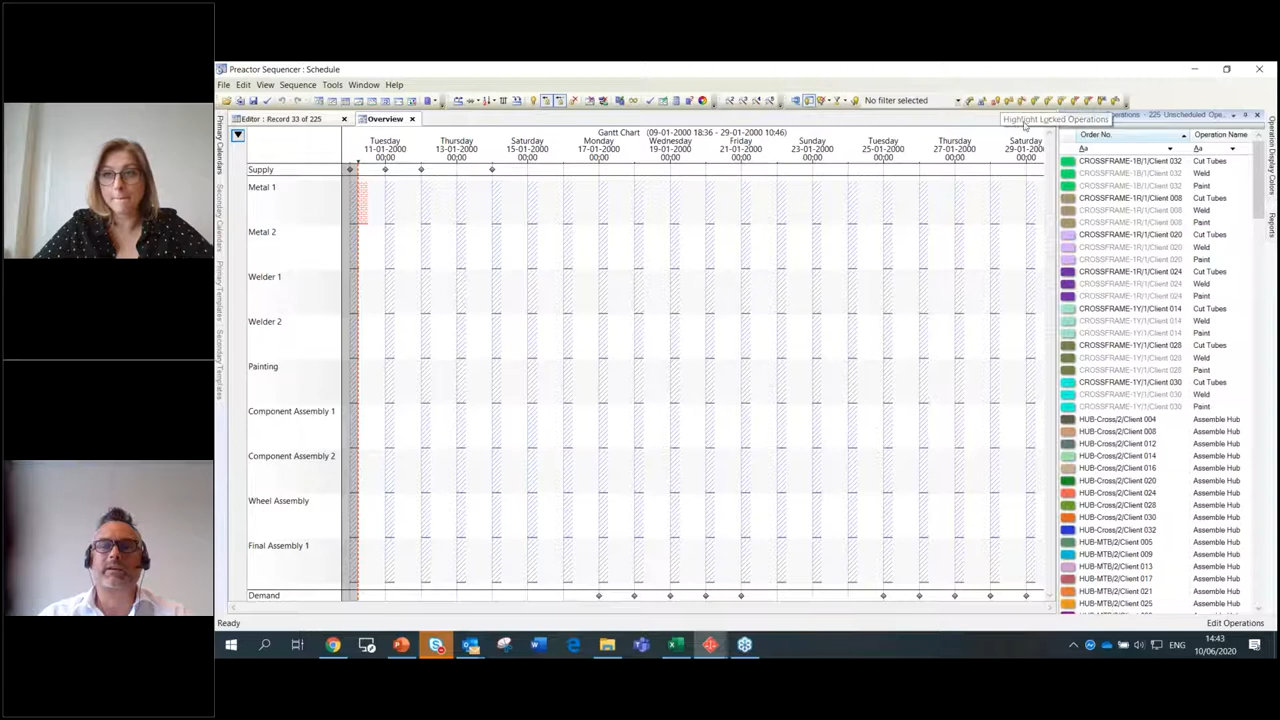 Preactor Sequencer : Schedule
File Edit View Sequence Tools Window Help
No filter selected
Editor : Record 33 of 225
Overview
Highlight Locked Operations
225 Unscheduled Ope...
Gantt Chart (09-01-2000 18:36 - 29-01-2000 10:46)
Tuesday Thursday Saturday Monday Wednesday Friday Sunday Tuesday Thursday Saturday
11-01-2000 13-01-2000 15-01-2000 17-01-2000 19-01-2000 21-01-2000 23-01-2000 25-01-2000 27-01-2000 29-01-2000
00:00 00:00 00:00 00:00 00:00 00:00 00:00 00:00 00:00 00:00
Supply
Metal 1
Metal 2
Welder 1
Welder 2
Painting
Component Assembly 1
Component Assembly 2
Wheel Assembly
Final Assembly 1
Demand
Primary Calendars
Secondary Calendars
Primary Templates
Secondary Templates
Order No. Operation Name
Aa Aa
CROSSFRAME-1B/1/Client 032 Cut Tubes
CROSSFRAME-1B/1/Client 032 Weld
CROSSFRAME-1B/1/Client 032 Paint
CROSSFRAME-1R/1/Client 008 Cut Tubes
CROSSFRAME-1R/1/Client 008 Weld
CROSSFRAME-1R/1/Client 008 Paint
CROSSFRAME-1R/1/Client 020 Cut Tubes
CROSSFRAME-1R/1/Client 020 Weld
CROSSFRAME-1R/1/Client 020 Paint
CROSSFRAME-1R/1/Client 024 Cut Tubes
CROSSFRAME-1R/1/Client 024 Weld
CROSSFRAME-1R/1/Client 024 Paint
CROSSFRAME-1Y/1/Client 014 Cut Tubes
CROSSFRAME-1Y/1/Client 014 Weld
CROSSFRAME-1Y/1/Client 014 Paint
CROSSFRAME-1Y/1/Client 028 Cut Tubes
CROSSFRAME-1Y/1/Client 028 Weld
CROSSFRAME-1Y/1/Client 028 Paint
CROSSFRAME-1Y/1/Client 030 Cut Tubes
CROSSFRAME-1Y/1/Client 030 Weld
CROSSFRAME-1Y/1/Client 030 Paint
HUB-Cross/2/Client 004 Assemble Hub
HUB-Cross/2/Client 008 Assemble Hub
HUB-Cross/2/Client 012 Assemble Hub
HUB-Cross/2/Client 014 Assemble Hub
HUB-Cross/2/Client 016 Assemble Hub
HUB-Cross/2/Client 020 Assemble Hub
HUB-Cross/2/Client 024 Assemble Hub
HUB-Cross/2/Client 028 Assemble Hub
HUB-Cross/2/Client 030 Assemble Hub
HUB-Cross/2/Client 032 Assemble Hub
HUB-MTB/2/Client 005 Assemble Hub
HUB-MTB/2/Client 009 Assemble Hub
HUB-MTB/2/Client 013 Assemble Hub
HUB-MTB/2/Client 017 Assemble Hub
HUB-MTB/2/Client 021 Assemble Hub
HUB-MTB/2/Client 025 Assemble Hub
Operation Display Colors
Reports
Ready
Edit Operations
ENG
14:43
10/06/2020